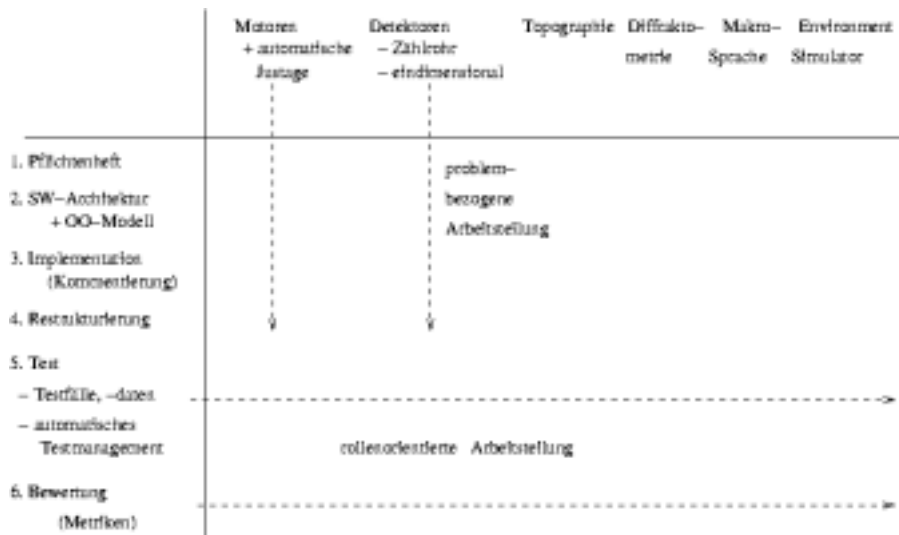 Motoren Detektoren Topographie Diffrakto– Makro– Environment
+ automatische – Zählrohr metrie Sprache Simulator
Justage – eindimensional
1. Pflichtenheft
problem–
2. SW–Architektur bezogene
+ OO–Modell Arbeitsteilung
3. Implementation
(Kommentierung)
4. Restrukturierung
5. Test
– Testfälle, –daten
– automatisches
Testmanagement rollenorientierte Arbeitsteilung
6. Bewertung
(Metriken)